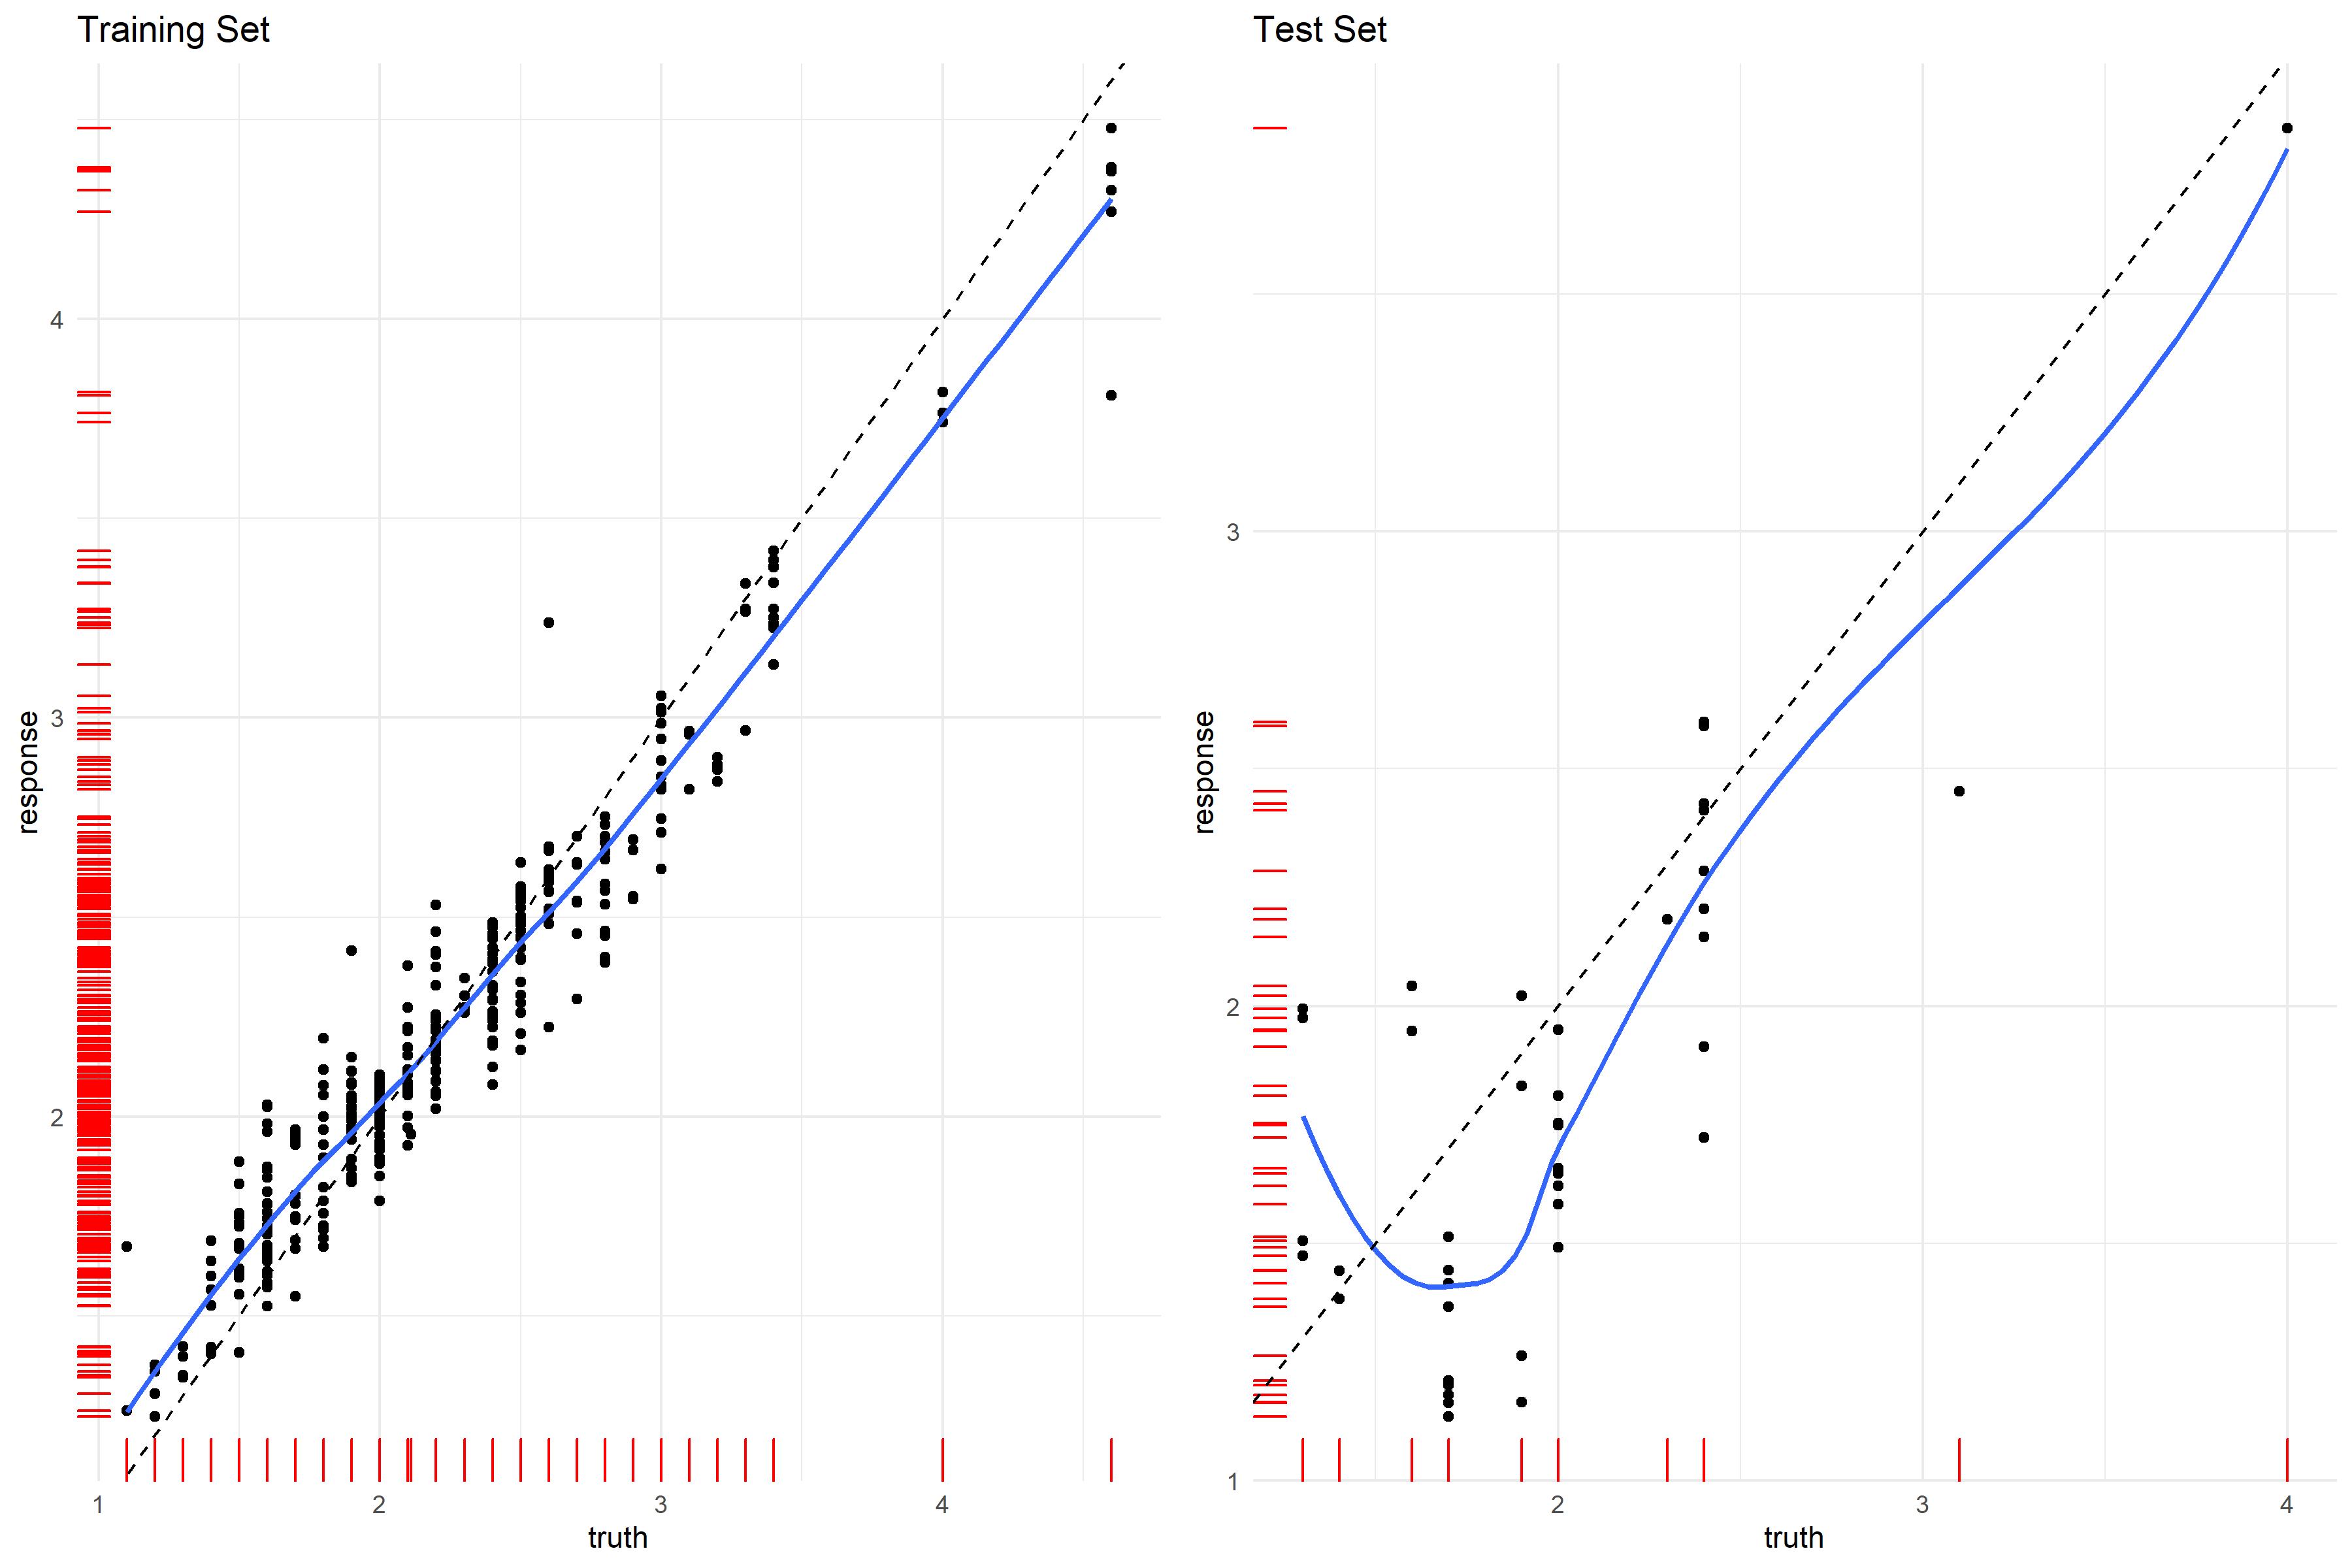 Training Set
4
3
2
response
1 2 3 4
truth
Test Set
3
2
1
response
2 3 4
truth